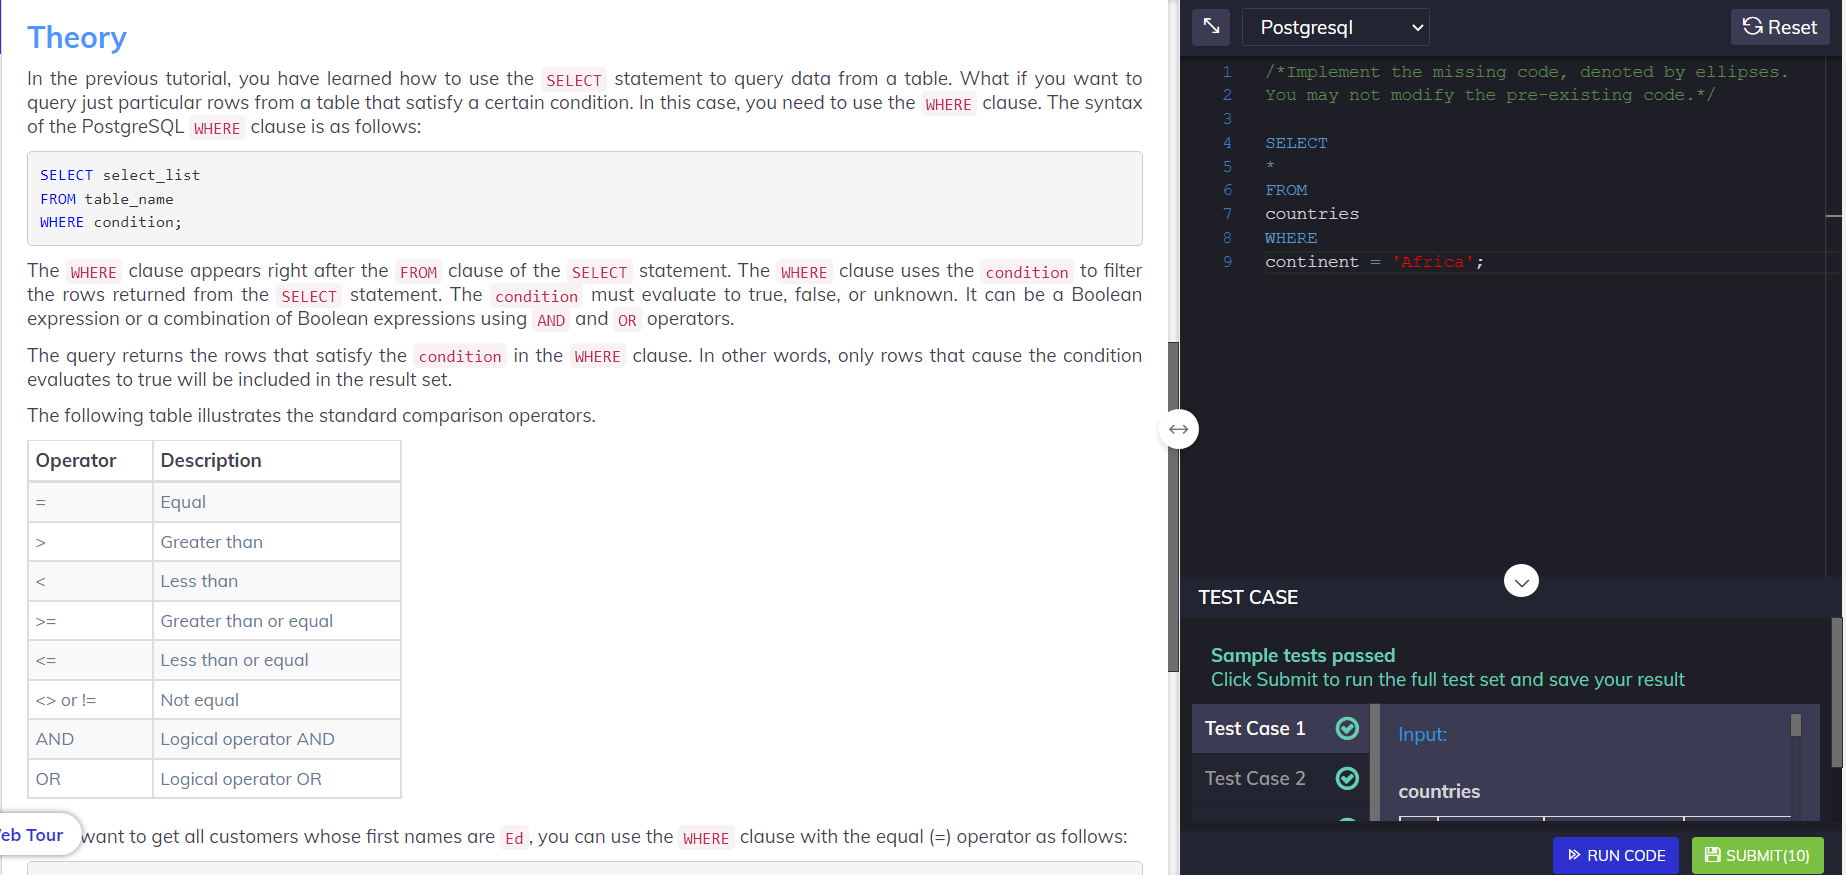 Theory
In the previous tutorial, you have learned how to use the SELECT statement to query data from a table. What if you want to
query just particular rows from a table that satisfy a certain condition. In this case, you need to use the WHERE clause. The syntax
of the PostgreSQL WHERE clause is as follows:
SELECT select_list
FROM table_name
WHERE condition;
The WHERE clause appears right after the FROM clause of the SELECT statement. The WHERE clause uses the condition to filter
the rows returned from the SELECT statement. The condition must evaluate to true, false, or unknown. It can be a Boolean
expression or a combination of Boolean expressions using AND and OR operators.
The query returns the rows that satisfy the condition in the WHERE clause. In other words, only rows that cause the condition
evaluates to true will be included in the result set.
The following table illustrates the standard comparison operators.
Operator Description
= Equal
> Greater than
< Less than
>= Greater than or equal
<= Less than or equal
<> or != Not equal
AND Logical operator AND
OR Logical operator OR
eb Tour
want to get all customers whose first names are Ed, you can use the WHERE clause with the equal (=) operator as follows:
Postgresql
Reset
1 /*Implement the missing code, denoted by ellipses.
2 You may not modify the pre-existing code.*/
3
4 SELECT
5 *
6 FROM
7 countries
8 WHERE
9 continent = 'Africa';
TEST CASE
Sample tests passed
Click Submit to run the full test set and save your result
Test Case 1
Test Case 2
Input:
countries
RUN CODE
SUBMIT(10)